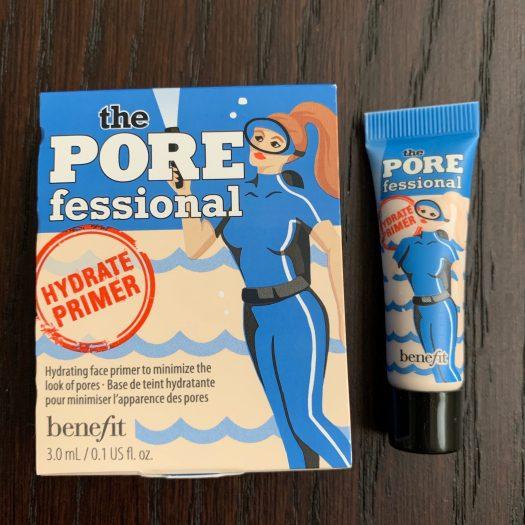 the
PORE
fessional
HYDRATE
PRIMER
Hydrating face primer to minimize the
look of pores · Base de teint hydratante
pour minimiser l'apparence des pores
benefit
3.0 mL / 0.1 US fl. oz.
the
PORE
fessional
HYDRATE
PRIMER
benefit